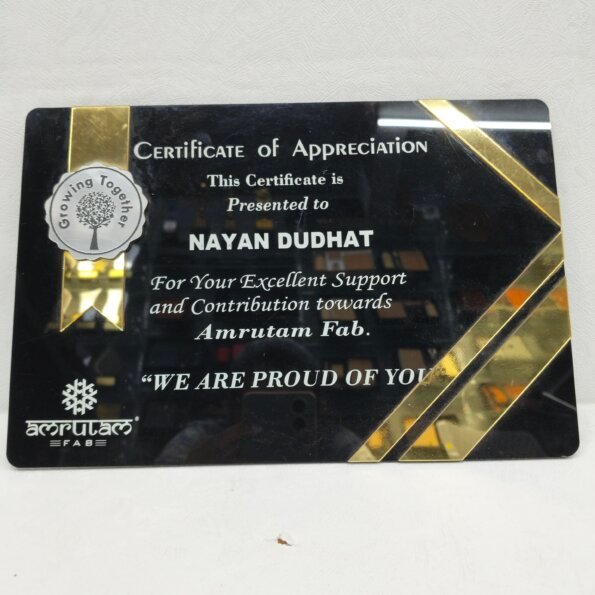 Growing Together
Certificate of Appreciation
This Certificate is
Presented to
NAYAN DUDHAT
For Your Excellent Support
and Contribution towards
Amrutam Fab.
“WE ARE PROUD OF YOU”
amrutam®
FAB